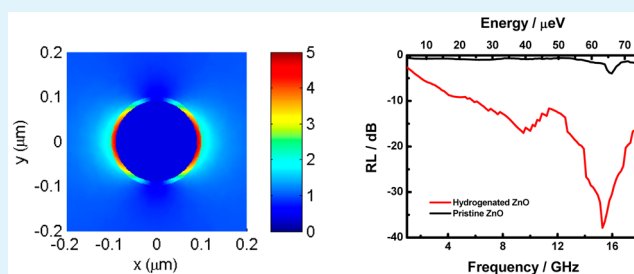 0.2
0.1
0
-0.1
-0.2
y (μm)
-0.2 -0.1 0 0.1 0.2
x (μm)
5
4
3
2
1
0
Energy / μeV
10 20 30 40 50 60 70
0
-10
-20
-30
-40
RL / dB
Hydrogenated ZnO
Pristine ZnO
4 8 12 16
Frequency / GHz